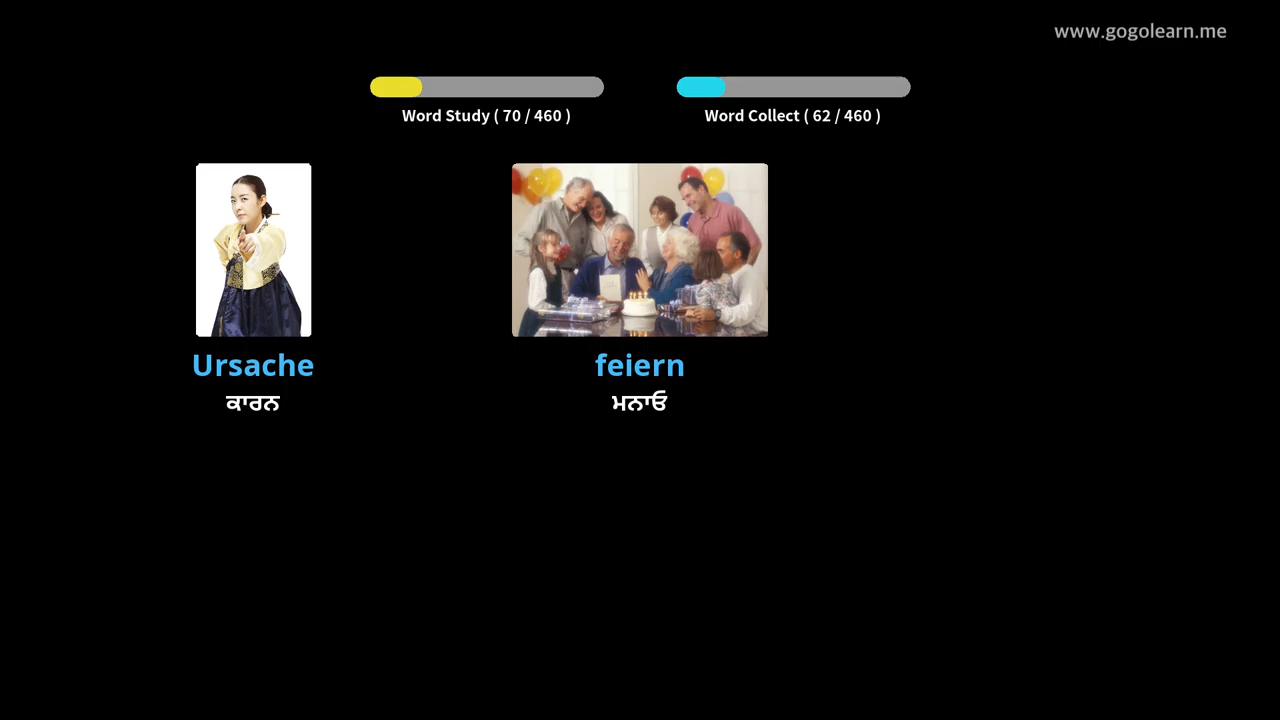 www.gogolearn.me
Word Study ( 70 / 460 )
Word Collect ( 62 / 460 )
Ursache
feiern
ਕਾਰਨ
ਮਨਾਓ